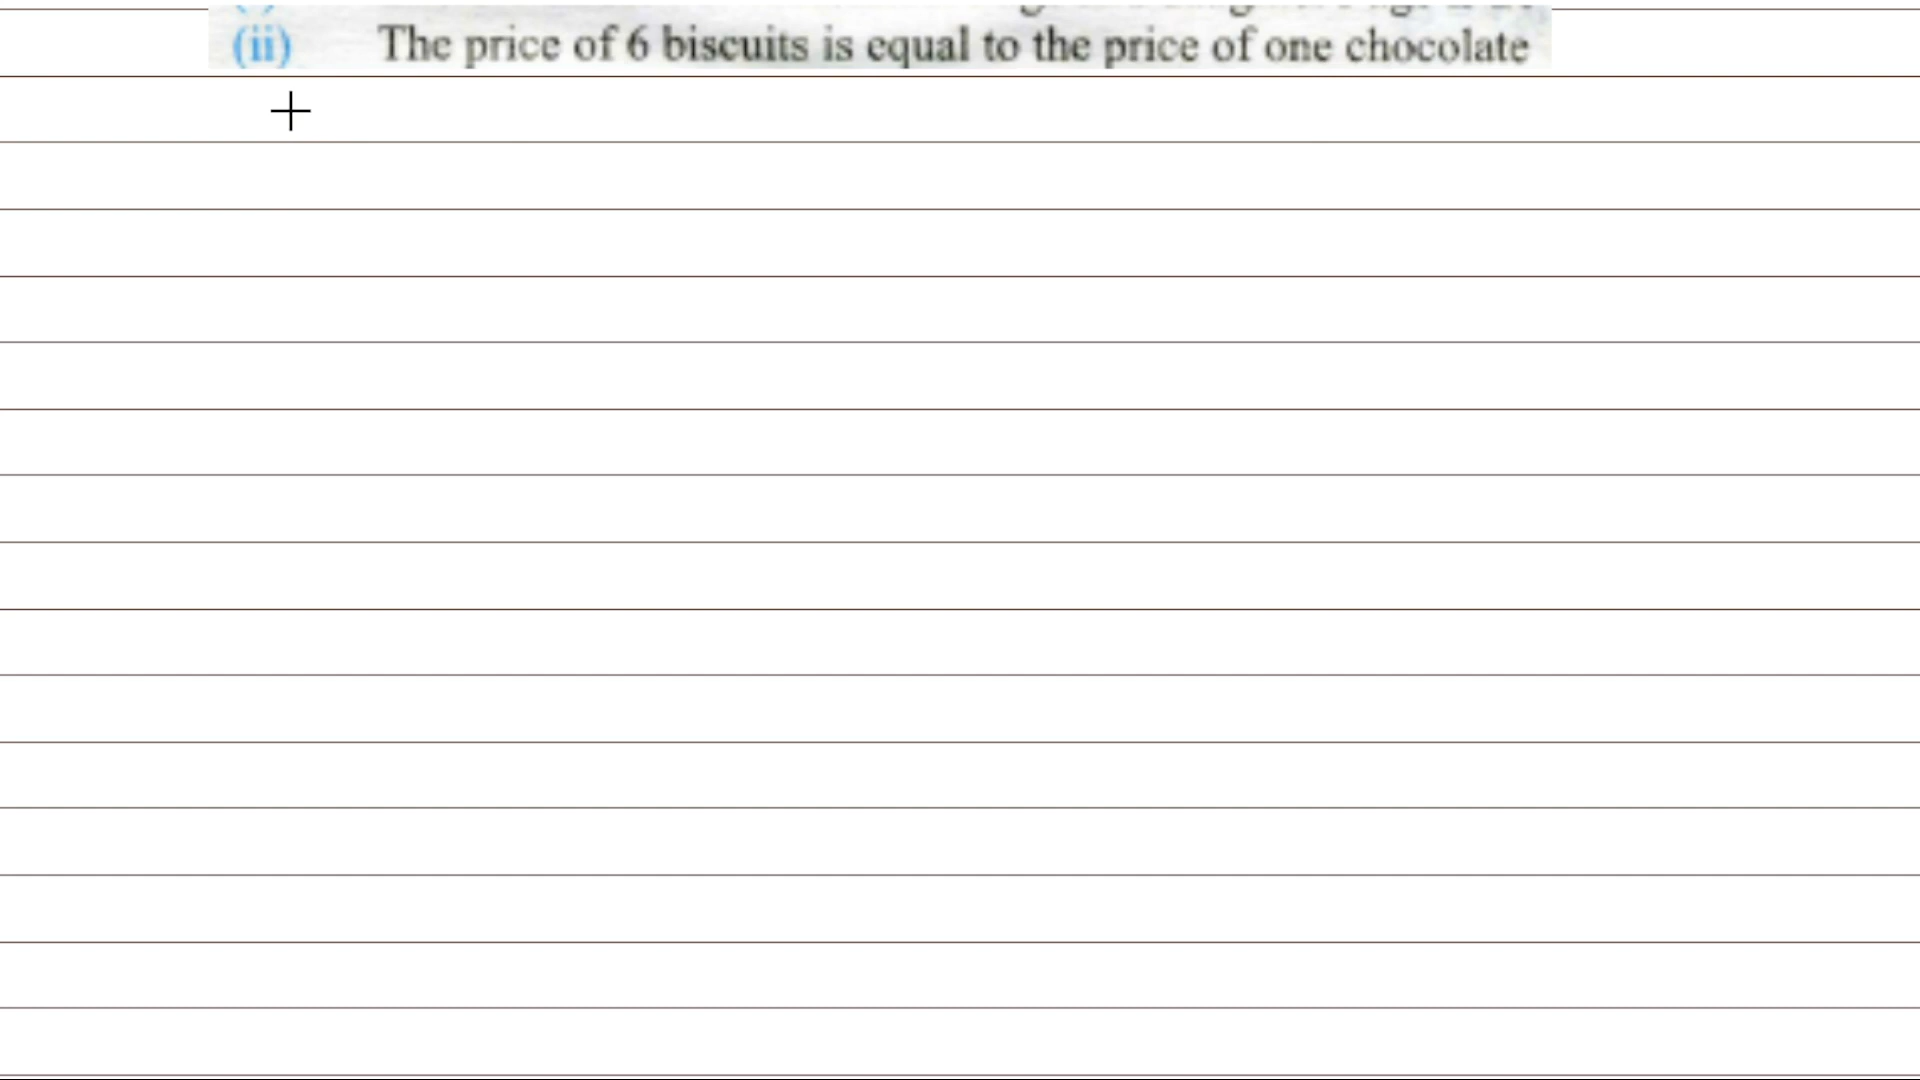 (ii) The price of 6 biscuits is equal to the price of one chocolate